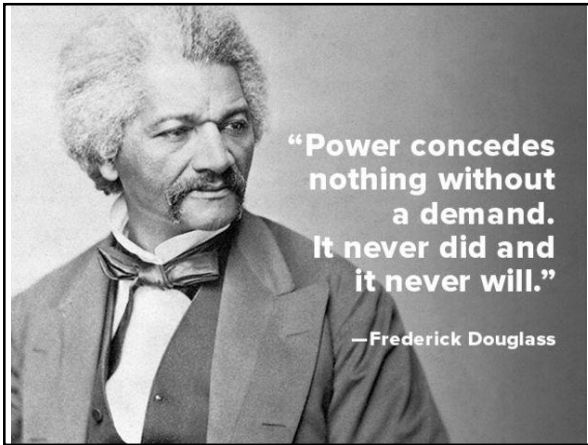 “Power concedes
nothing without
a demand.
It never did and
it never will.”
—Frederick Douglass